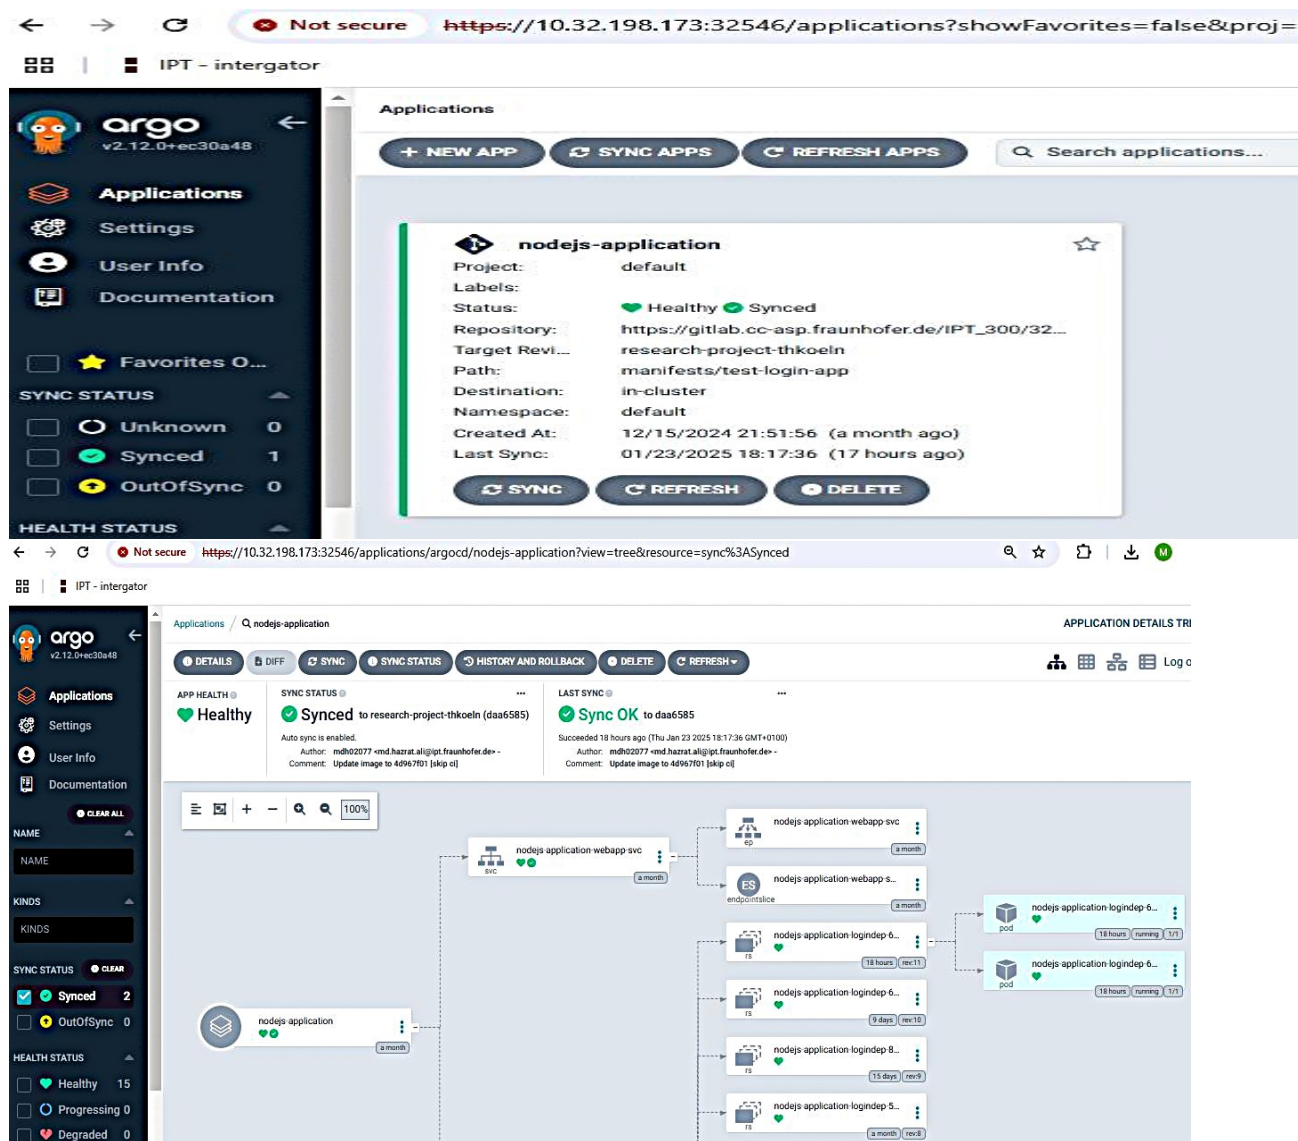 Not secure https://10.32.198.173:32546/applications?showFavorites=false&proj=
IPT - intergator
argo
v2.12.0+ec30a48
Applications
Settings
User Info
Documentation
Favorites O...
SYNC STATUS
Unknown 0
Synced 1
OutOfSync 0
HEALTH STATUS
Applications
+ NEW APP SYNC APPS REFRESH APPS Search applications...
nodejs-application
Project: default
Labels:
Status: Healthy Synced
Repository: https://gitlab.cc-asp.fraunhofer.de/IPT_300/32...
Target Revi... research-project-thkoeln
Path: manifests/test-login-app
Destination: in-cluster
Namespace: default
Created At: 12/15/2024 21:51:56 (a month ago)
Last Sync: 01/23/2025 18:17:36 (17 hours ago)
SYNC REFRESH DELETE
Not secure https://10.32.198.173:32546/applications/argocd/nodejs-application?view=tree&resource=sync%3ASynced M
IPT - intergator
argo
v2.12.0+ec30a48
Applications
Settings
User Info
Documentation
CLEAR ALL
NAME
NAME
KINDS
KINDS
SYNC STATUS CLEAR
Synced 2
OutOfSync 0
HEALTH STATUS
Healthy 15
Progressing 0
Degraded 0
Applications / nodejs-application APPLICATION DETAILS TRE
DETAILS DIFF SYNC SYNC STATUS HISTORY AND ROLLBACK DELETE REFRESH Log o
APP HEALTH
Healthy
SYNC STATUS ...
Synced to research-project-thkoeln (daa6585)
Auto sync is enabled.
Author: mdh02077 <md.hazrat.ali@ipt.fraunhofer.de> -
Comment: Update image to 4d967f01 [skip ci]
LAST SYNC ...
Sync OK to daa6585
Succeeded 18 hours ago (Thu Jan 23 2025 18:17:36 GMT+0100)
Author: mdh02077 <md.hazrat.ali@ipt.fraunhofer.de> -
Comment: Update image to 4d967f01 [skip ci]
100%
nodejs-application
a month
nodejs-application-webapp-svc
svc
a month
nodejs-application-webapp-svc
ep
a month
ES nodejs-application-webapp-s...
endpointslice
a month
nodejs-application-logindep-6...
rs
18 hours rev:11
nodejs-application-logindep-6...
pod
18 hours running 1/1
nodejs-application-logindep-6...
pod
18 hours running 1/1
nodejs-application-logindep-6...
rs
9 days rev:10
nodejs-application-logindep-8...
rs
15 days rev:9
nodejs-application-logindep-5...
rs
a month rev:8